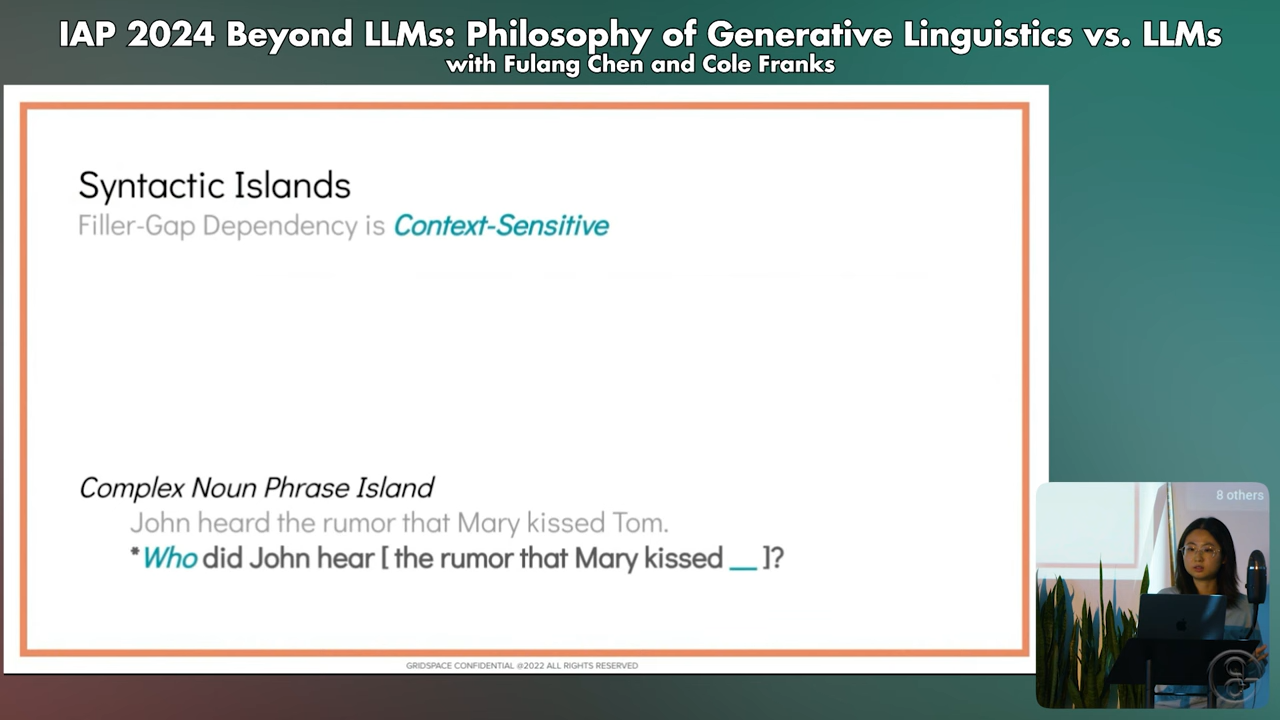 IAP 2024 Beyond LLMs: Philosophy of Generative Linguistics vs. LLMs
with Fulang Chen and Cole Franks
Syntactic Islands
Filler-Gap Dependency is Context-Sensitive
Complex Noun Phrase Island
John heard the rumor that Mary kissed Tom.
*Who did John hear [ the rumor that Mary kissed __ ]?
GRIDSPACE CONFIDENTIAL @2022 ALL RIGHTS RESERVED
8 others